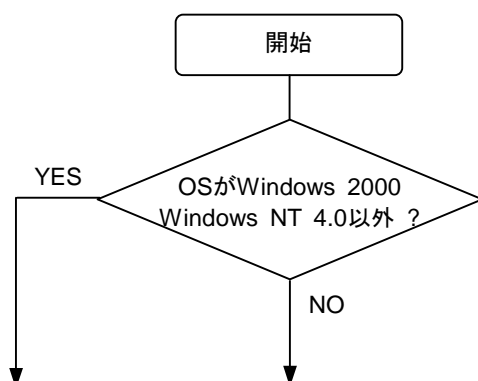 開始
YES
OSがWindows 2000
Windows NT 4.0以外 ?
NO